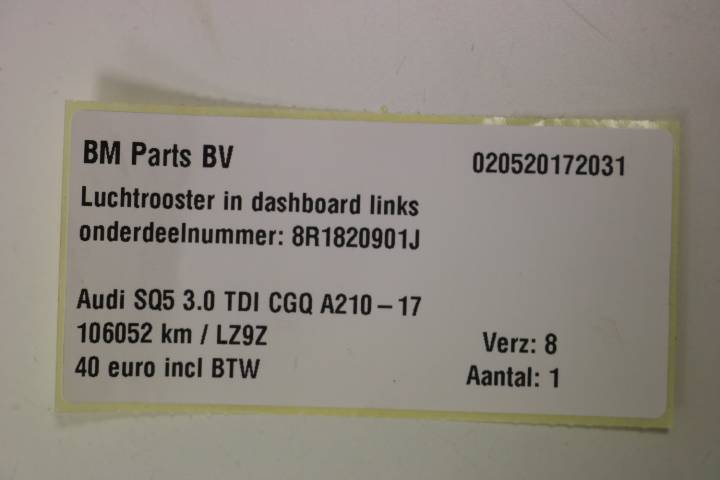 BM Parts BV
020520172031
Luchtrooster in dashboard links
onderdeelnummer: 8R1820901J
Audi SQ5 3.0 TDI CGQ A210 – 17
106052 km / LZ9Z
Verz: 8
40 euro incl BTW
Aantal: 1